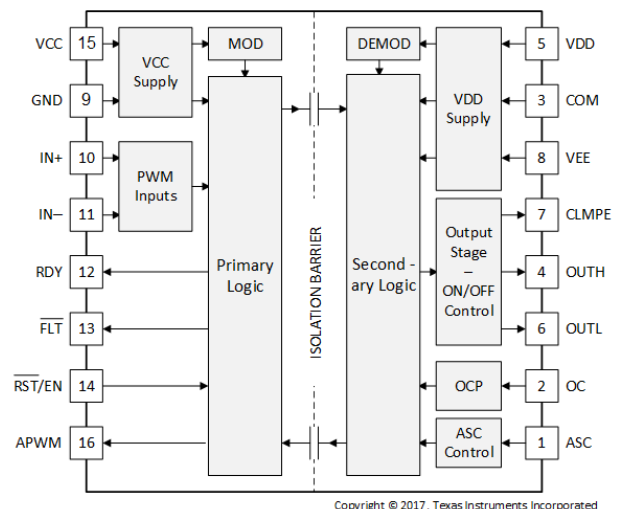 VCC 15
VCC
Supply
MOD
DEMOD
VDD
Supply
5 VDD
GND 9
3 COM
IN+ 10
PWM
Inputs
8 VEE
IN– 11
Output
Stage
–
ON/OFF
Control
7 CLMPE
RDY 12
Primary
Logic
ISOLATION BARRIER
Second -
ary Logic
4 OUTH
FLT 13
6 OUTL
RST/EN 14
OCP
2 OC
APWM 16
ASC
Control
1 ASC
Copyright © 2017, Texas Instruments Incorporated